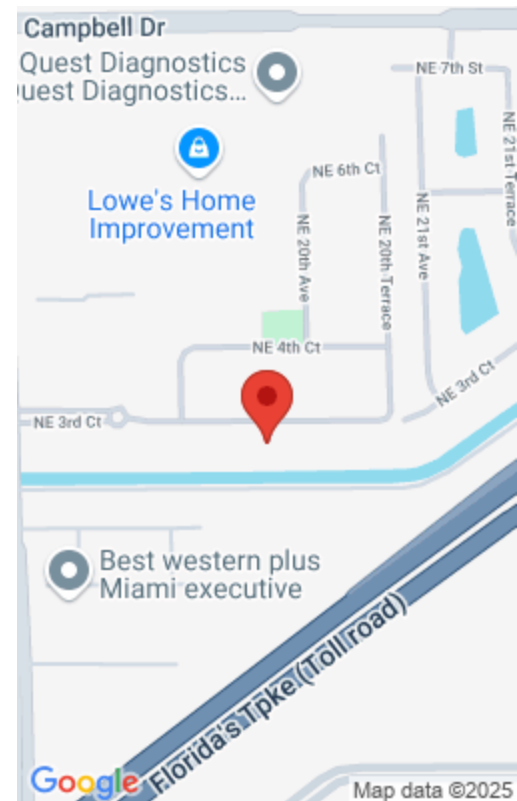 Campbell Dr
Quest Diagnostics
uest Diagnostics...
NE 7th St
NE 21st Terrace
NE 6th Ct
Lowe's Home
Improvement
NE 20th Ave
NE 20th Terrace
NE 21st Ave
NE 4th Ct
NE 3rd Ct
NE 3rd Ct
Best western plus
Miami executive
Florida's Tpke (Toll road)
Google
Map data ©2025